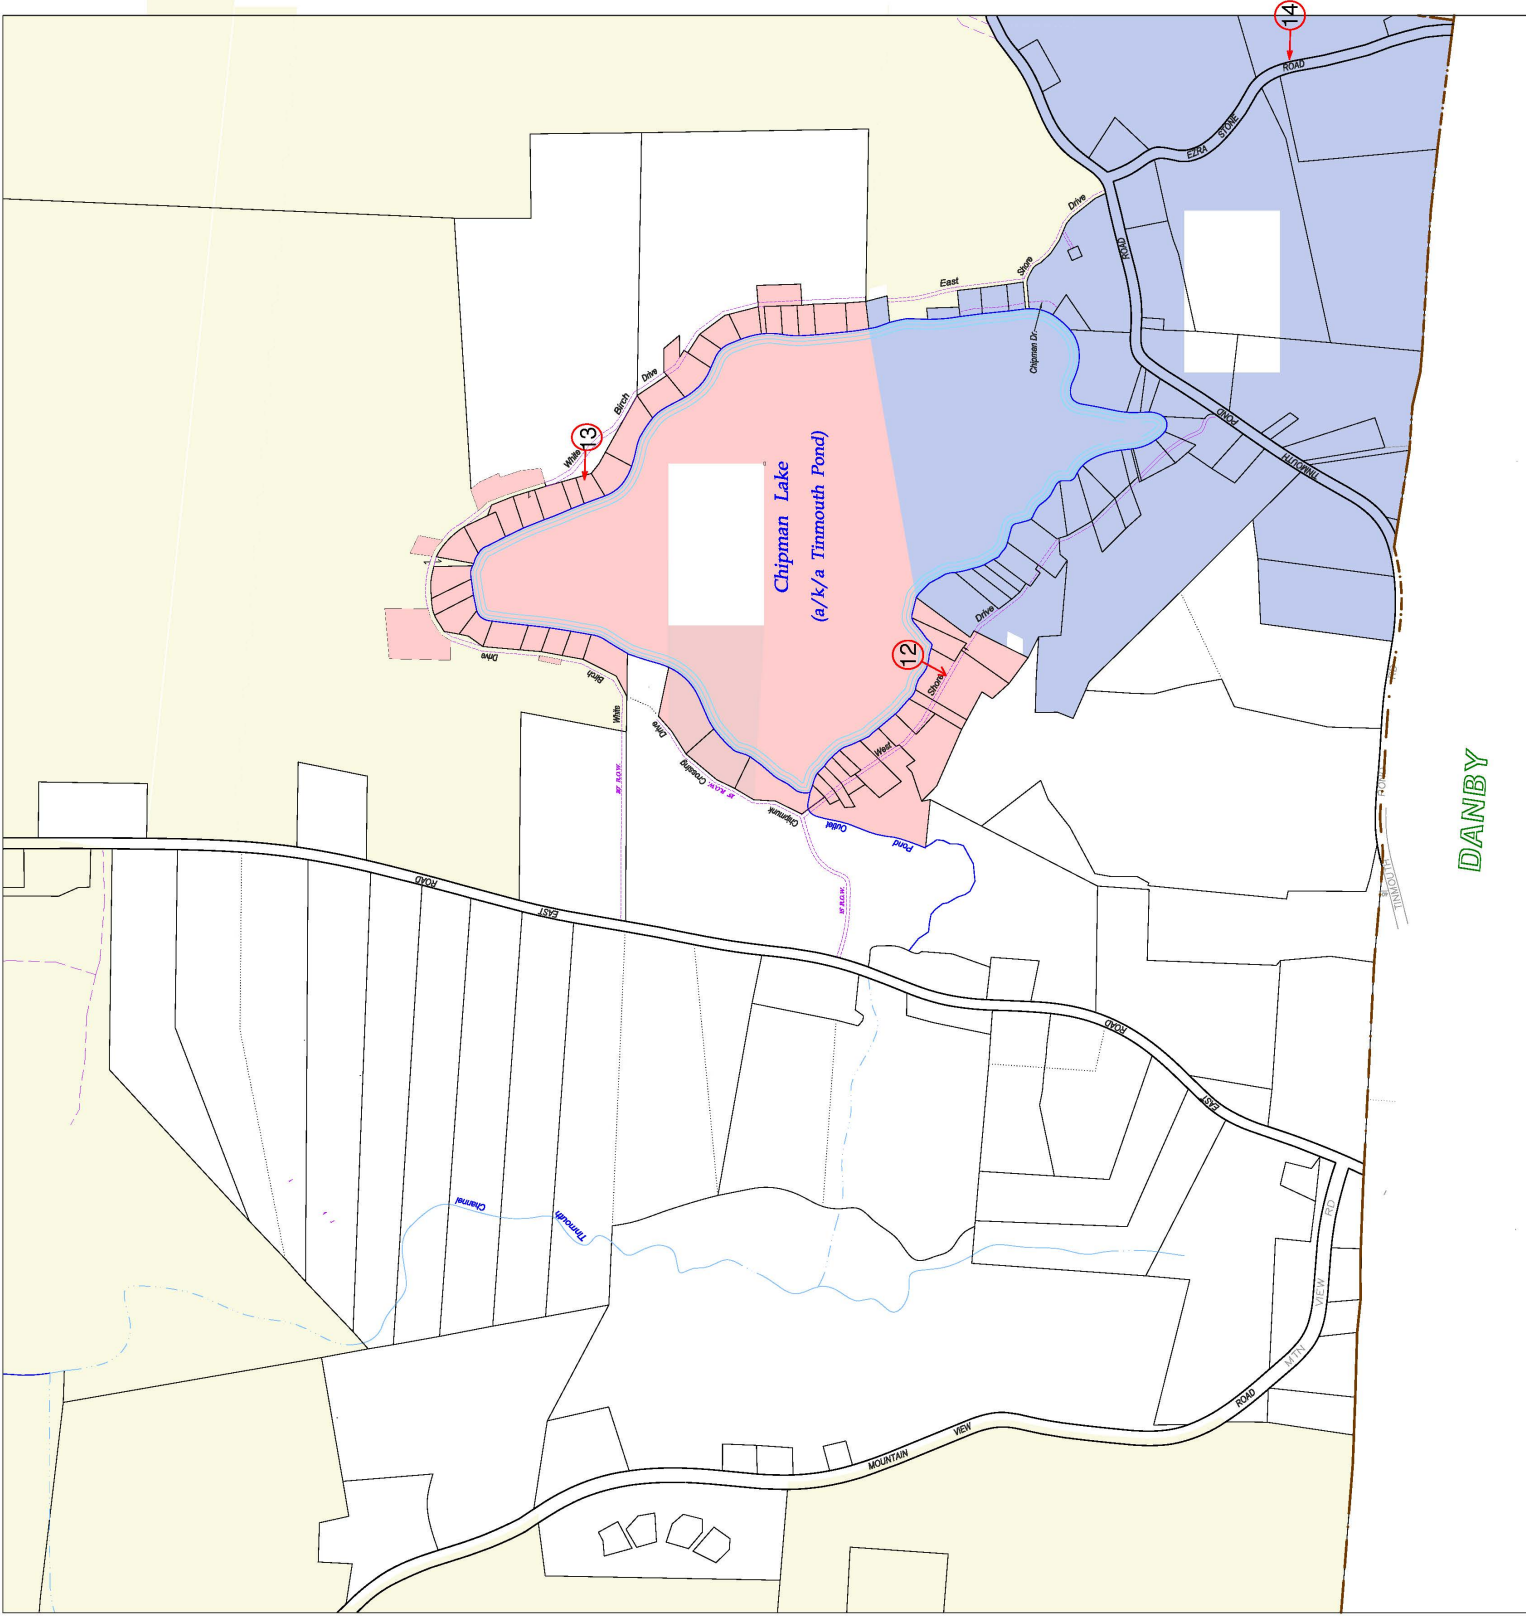 14
ROAD
STONE
EZRA
Drive
Shore
East
ROAD
Chipman Dr.
Drive
Birch
White
13
POND
TINMOUTH
Chipman Lake
(a/k/a Tinmouth Pond)
12
Drive
Shore
West
Drive
Birch
White
Drive
Crossing
Chipmunk
Outlet
Pond
ROAD
EAST
ROAD
EAST
TINMOUTH
DANBY
Channel
Tinmouth
RD
VIEW
MTN
ROAD
VIEW
MOUNTAIN